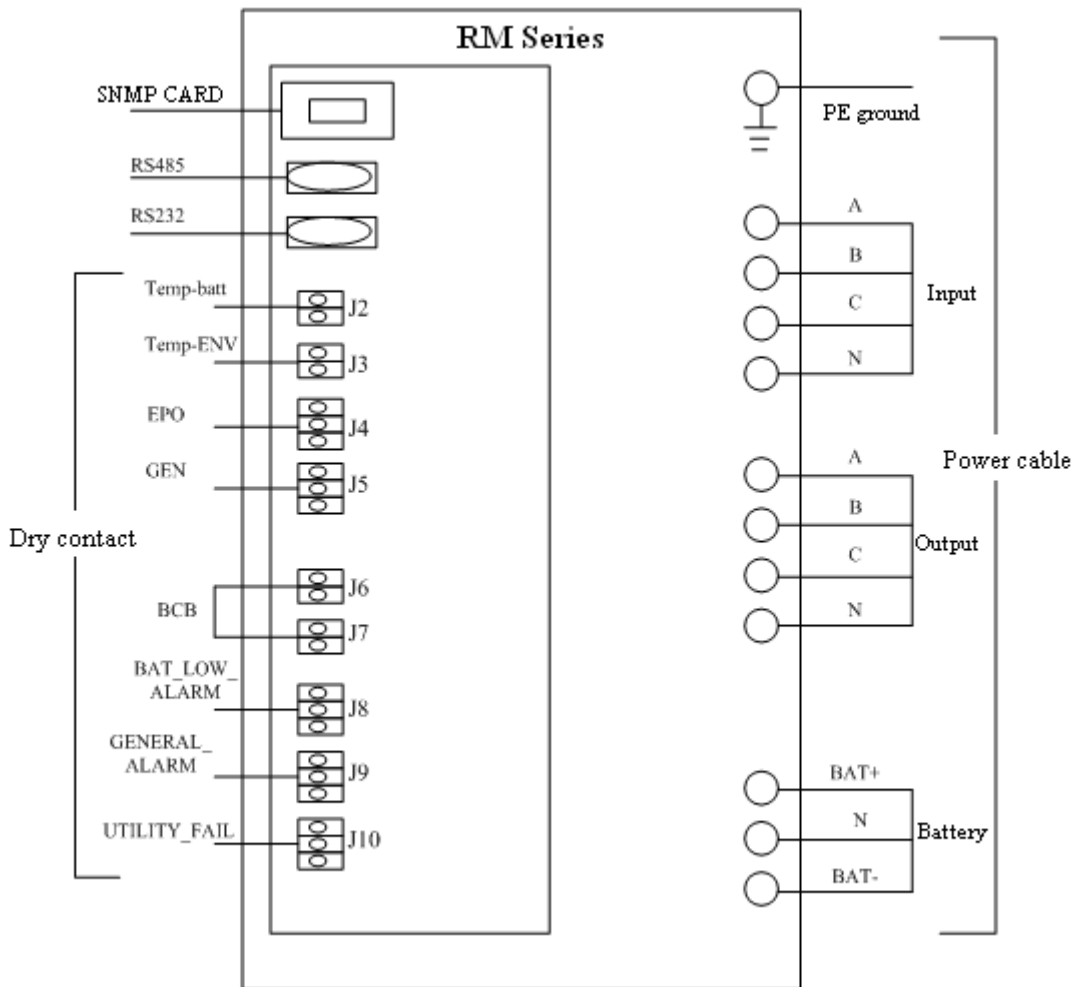 RM Series
SNMP CARD
RS485
RS232
Temp-batt
J2
Temp-ENV
J3
EPO
J4
GEN
J5
Dry contact
BCB
J6
J7
BAT_LOW_
ALARM
J8
GENERAL_
ALARM
J9
UTILITY_FAIL
J10
PE ground
A
B
C
N
Input
A
B
C
N
Output
Power cable
BAT+
N
BAT-
Battery